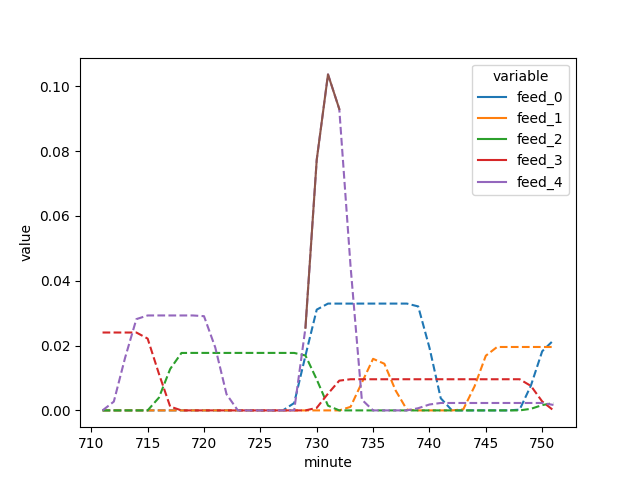 variable
feed_0
feed_1
feed_2
feed_3
feed_4
value
0.10
0.08
0.06
0.04
0.02
0.00
710 715 720 725 730 735 740 745 750
minute